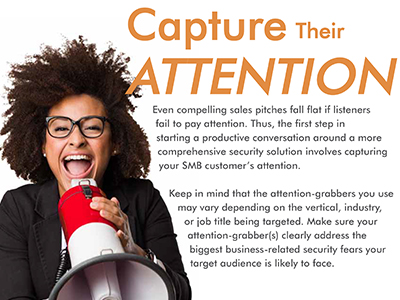 Capture Their
ATTENTION
Even compelling sales pitches fall flat if listeners
fail to pay attention. Thus, the first step in
starting a productive conversation around a more
comprehensive security solution involves capturing
your SMB customer's attention.
Keep in mind that the attention-grabbers you use
may vary depending on the vertical, industry,
or job title being targeted. Make sure your
attention-grabber(s) clearly address the
biggest business-related security fears your
target audience is likely to face.